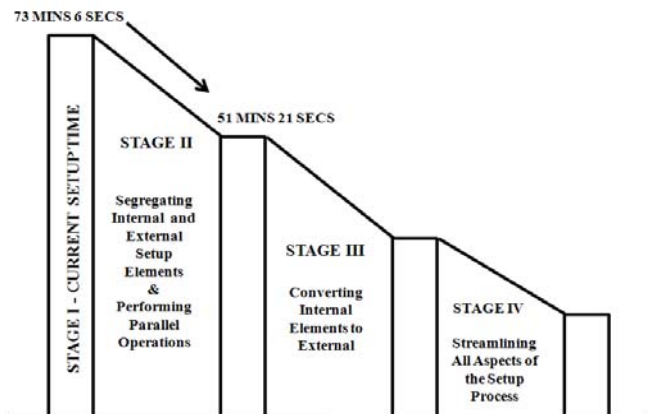 73 MINS 6 SECS
STAGE I - CURRENT SETUP TIME
STAGE II
Segregating
Internal and
External
Setup
Elements
&
Performing
Parallel
Operations
51 MINS 21 SECS
STAGE III
Converting
Internal
Elements to
External
STAGE IV
Streamlining
All Aspects of
the Setup
Process